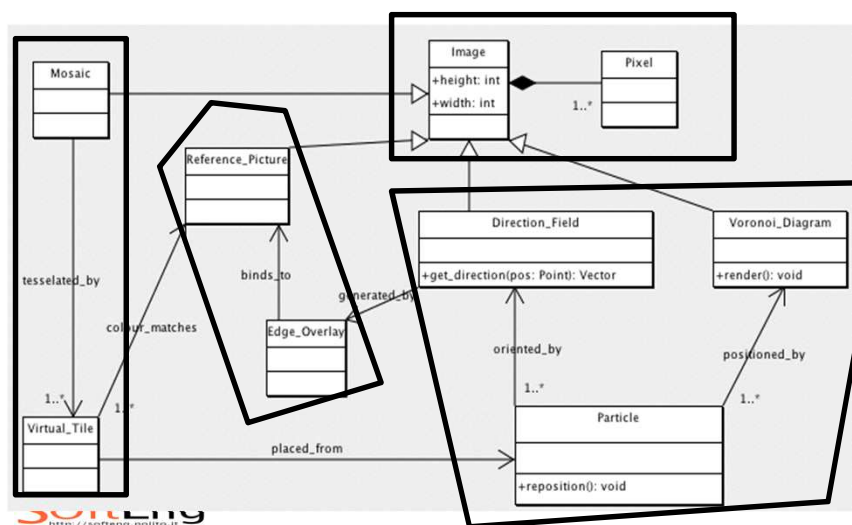 Image
Mosaic
Pixel
+height: int
+width: int
1..*
Reference_Picture
Direction_Field
Voronoi_Diagram
+get_direction(pos: Point): Vector
+render(): void
tesselated_by
binds_to
generated_by
colour_matches
Edge_Overlay
oriented_by
positioned_by
1..*
1..*
1..*
1..*
Virtual_Tile
Particle
placed_from
+reposition(): void
SoftEng
http://softeng.polito.it